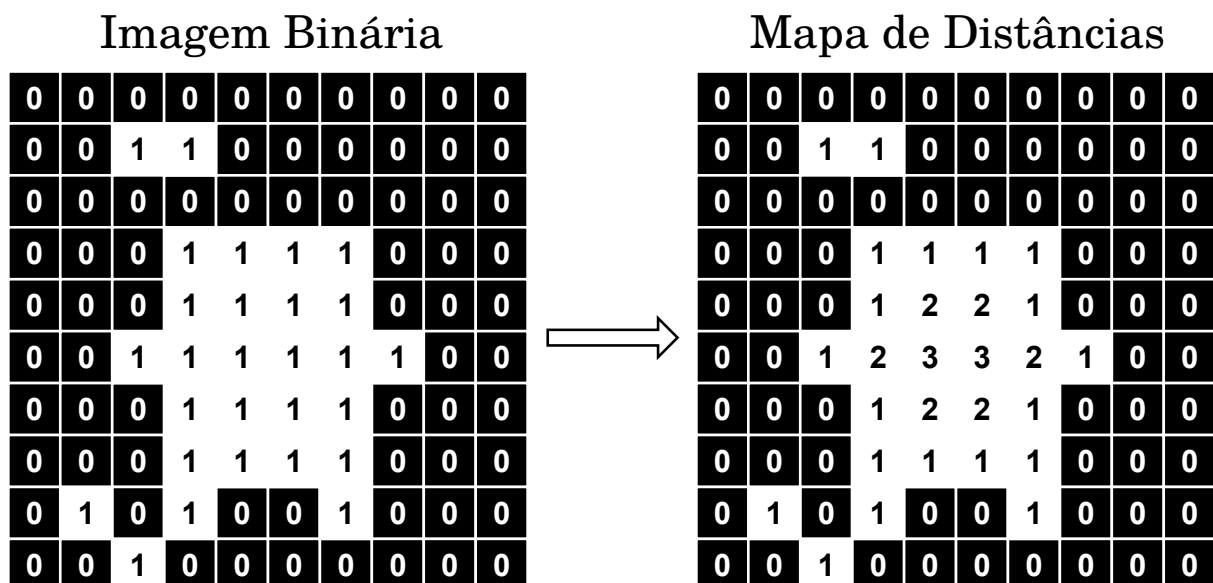 Imagem Binária Mapa de Distâncias
0 0 0 0 0 0 0 0 0 0 0 0 0 0 0 0 0 0 0 0
0 0 1 1 0 0 0 0 0 0 0 0 1 1 0 0 0 0 0 0
0 0 0 0 0 0 0 0 0 0 0 0 0 0 0 0 0 0 0 0
0 0 0 1 1 1 1 0 0 0 0 0 0 1 1 1 1 0 0 0
0 0 0 1 1 1 1 0 0 0 0 0 0 1 2 2 1 0 0 0
0 0 1 1 1 1 1 1 0 0 0 0 1 2 3 3 2 1 0 0
0 0 0 1 1 1 1 0 0 0 0 0 0 1 2 2 1 0 0 0
0 0 0 1 1 1 1 0 0 0 0 0 0 1 1 1 1 0 0 0
0 1 0 1 0 0 1 0 0 0 0 1 0 1 0 0 1 0 0 0
0 0 1 0 0 0 0 0 0 0 0 0 1 0 0 0 0 0 0 0